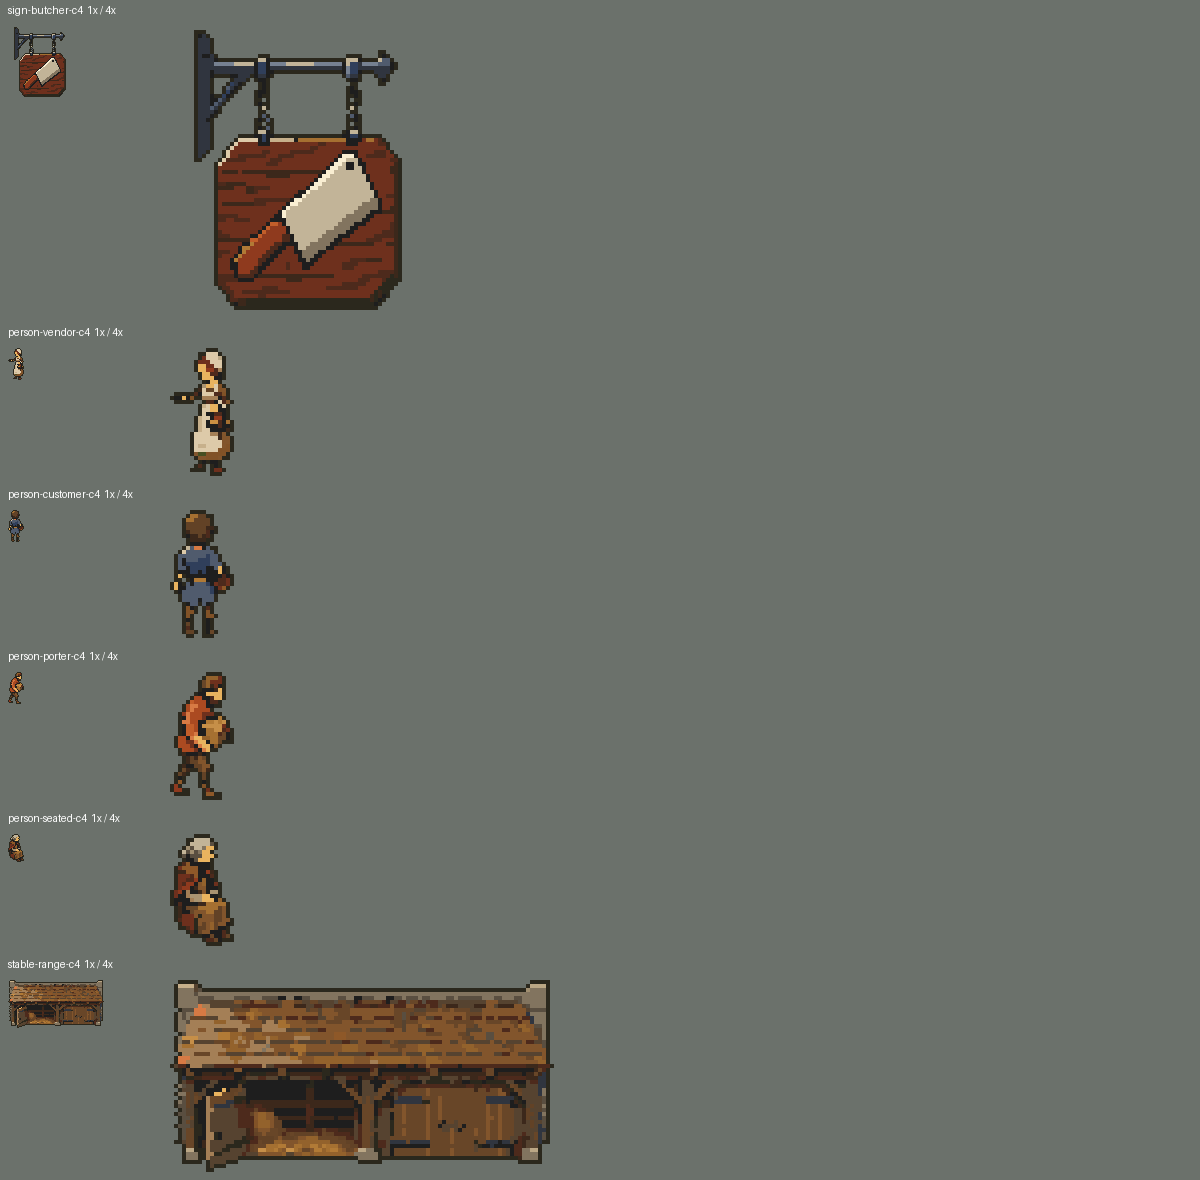 sign-butcher-c4 1x / 4x
person-vendor-c4 1x / 4x
person-customer-c4 1x / 4x
person-porter-c4 1x / 4x
person-seated-c4 1x / 4x
stable-range-c4 1x / 4x